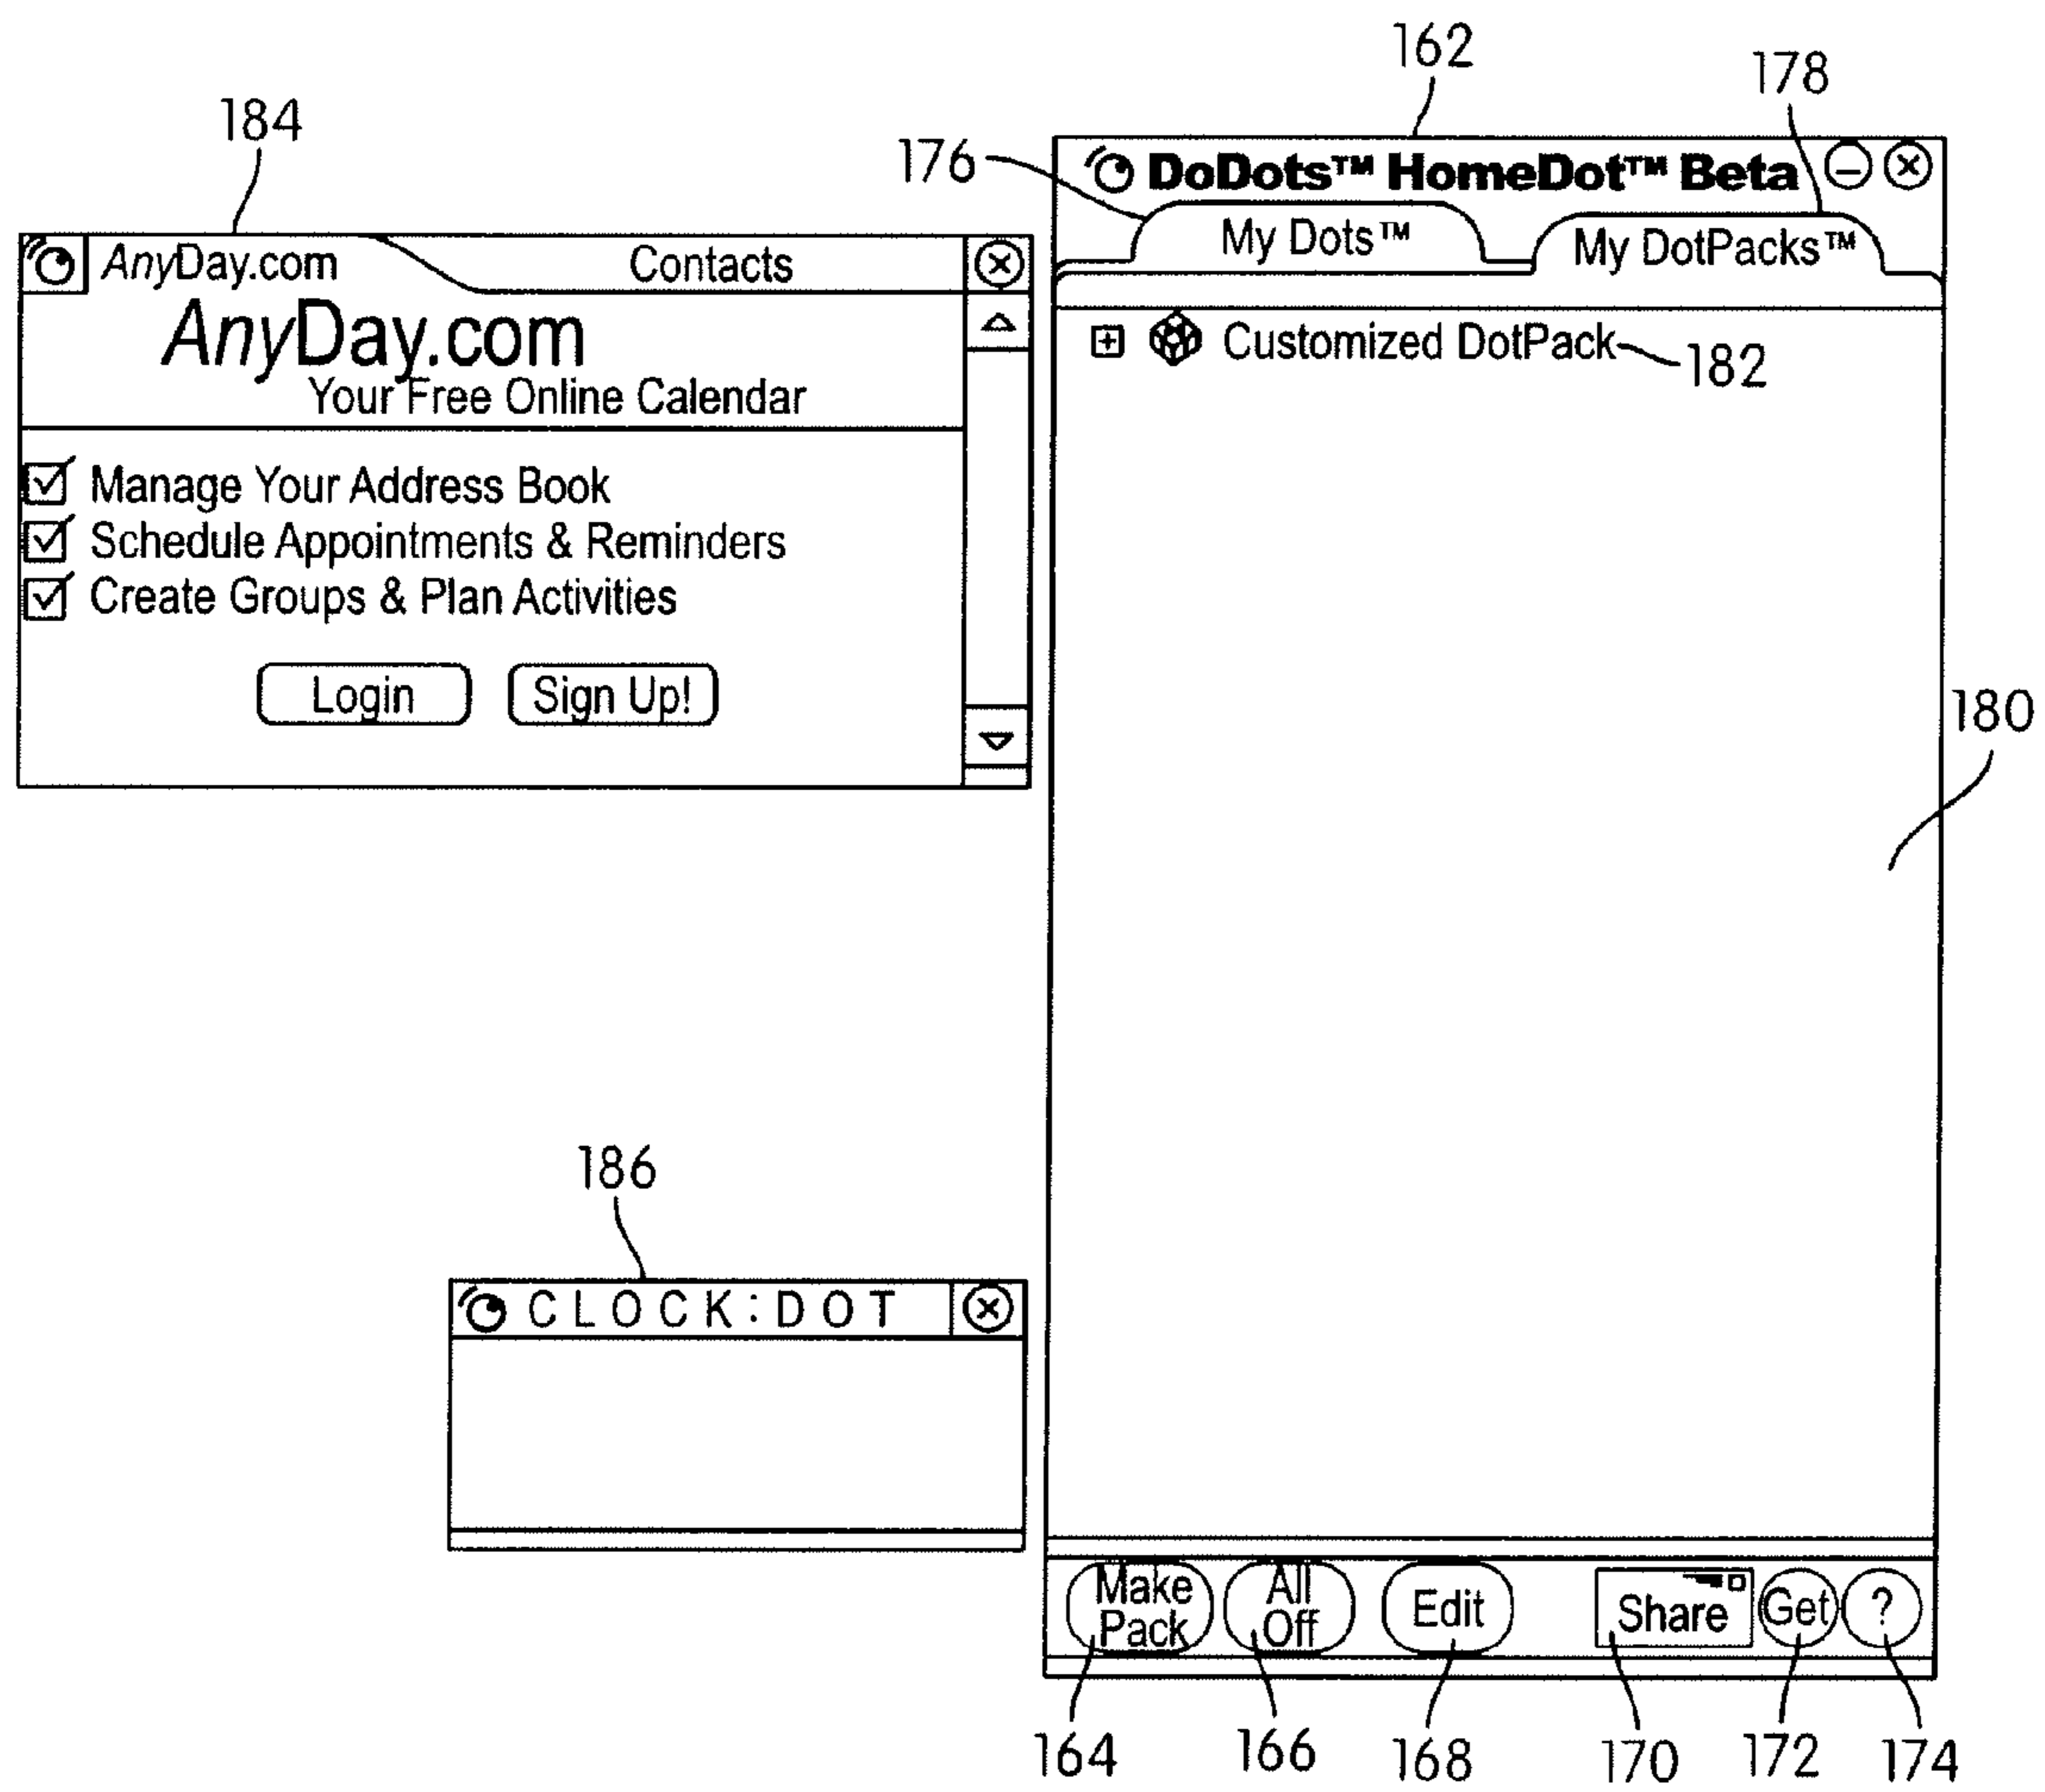 162
178
184
176
DoDots™ HomeDot™ Beta
My Dots™
My DotPacks™
AnyDay.com
Contacts
AnyDay.com
Your Free Online Calendar
Customized DotPack
182
Manage Your Address Book
Schedule Appointments & Reminders
Create Groups & Plan Activities
Login
Sign Up!
180
186
CLOCK:DOT
Make
Pack
All
Off
Edit
Share
Get
?
164
166
168
170
172
174